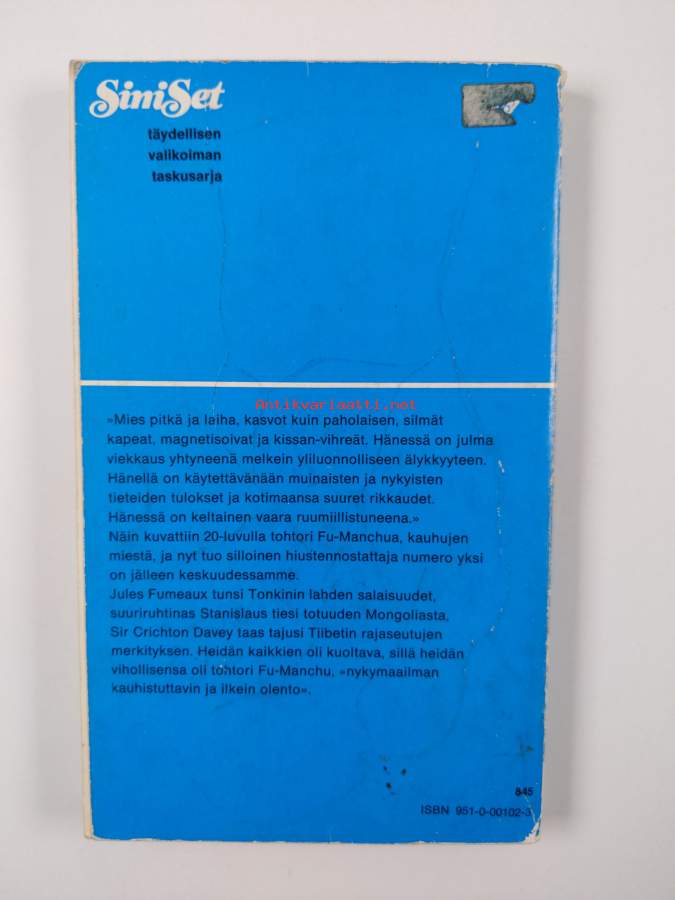 SiniSet
täydellisen
valikoiman
taskusarja
Antikvariaatti.net
»Mies pitkä ja laiha, kasvot kuin paholaisen, silmät
kapeat, magnetisoivat ja kissan-vihreät. Hänessä on julma
viekkaus yhtyneenä melkein yliluonnolliseen älykkyyteen.
Hänellä on käytettävänään muinaisten ja nykyisten
tieteiden tulokset ja kotimaansa suuret rikkaudet.
Hänessä on keltainen vaara ruumiillistuneena.»
Näin kuvattiin 20-luvulla tohtori Fu-Manchua, kauhujen
miestä, ja nyt tuo silloinen hiustennostattaja numero yksi
on jälleen keskuudessamme.
Jules Fumeaux tunsi Tonkinin lahden salaisuudet,
suuriruhtinas Stanislaus tiesi totuuden Mongoliasta,
Sir Crichton Davey taas tajusi Tiibetin rajaseutujen
merkityksen. Heidän kaikkien oli kuoltava, sillä heidän
vihollisensa oli tohtori Fu-Manchu, »nykymaailman
kauhistuttavin ja ilkein olento».
845
ISBN 951-0-00102-3